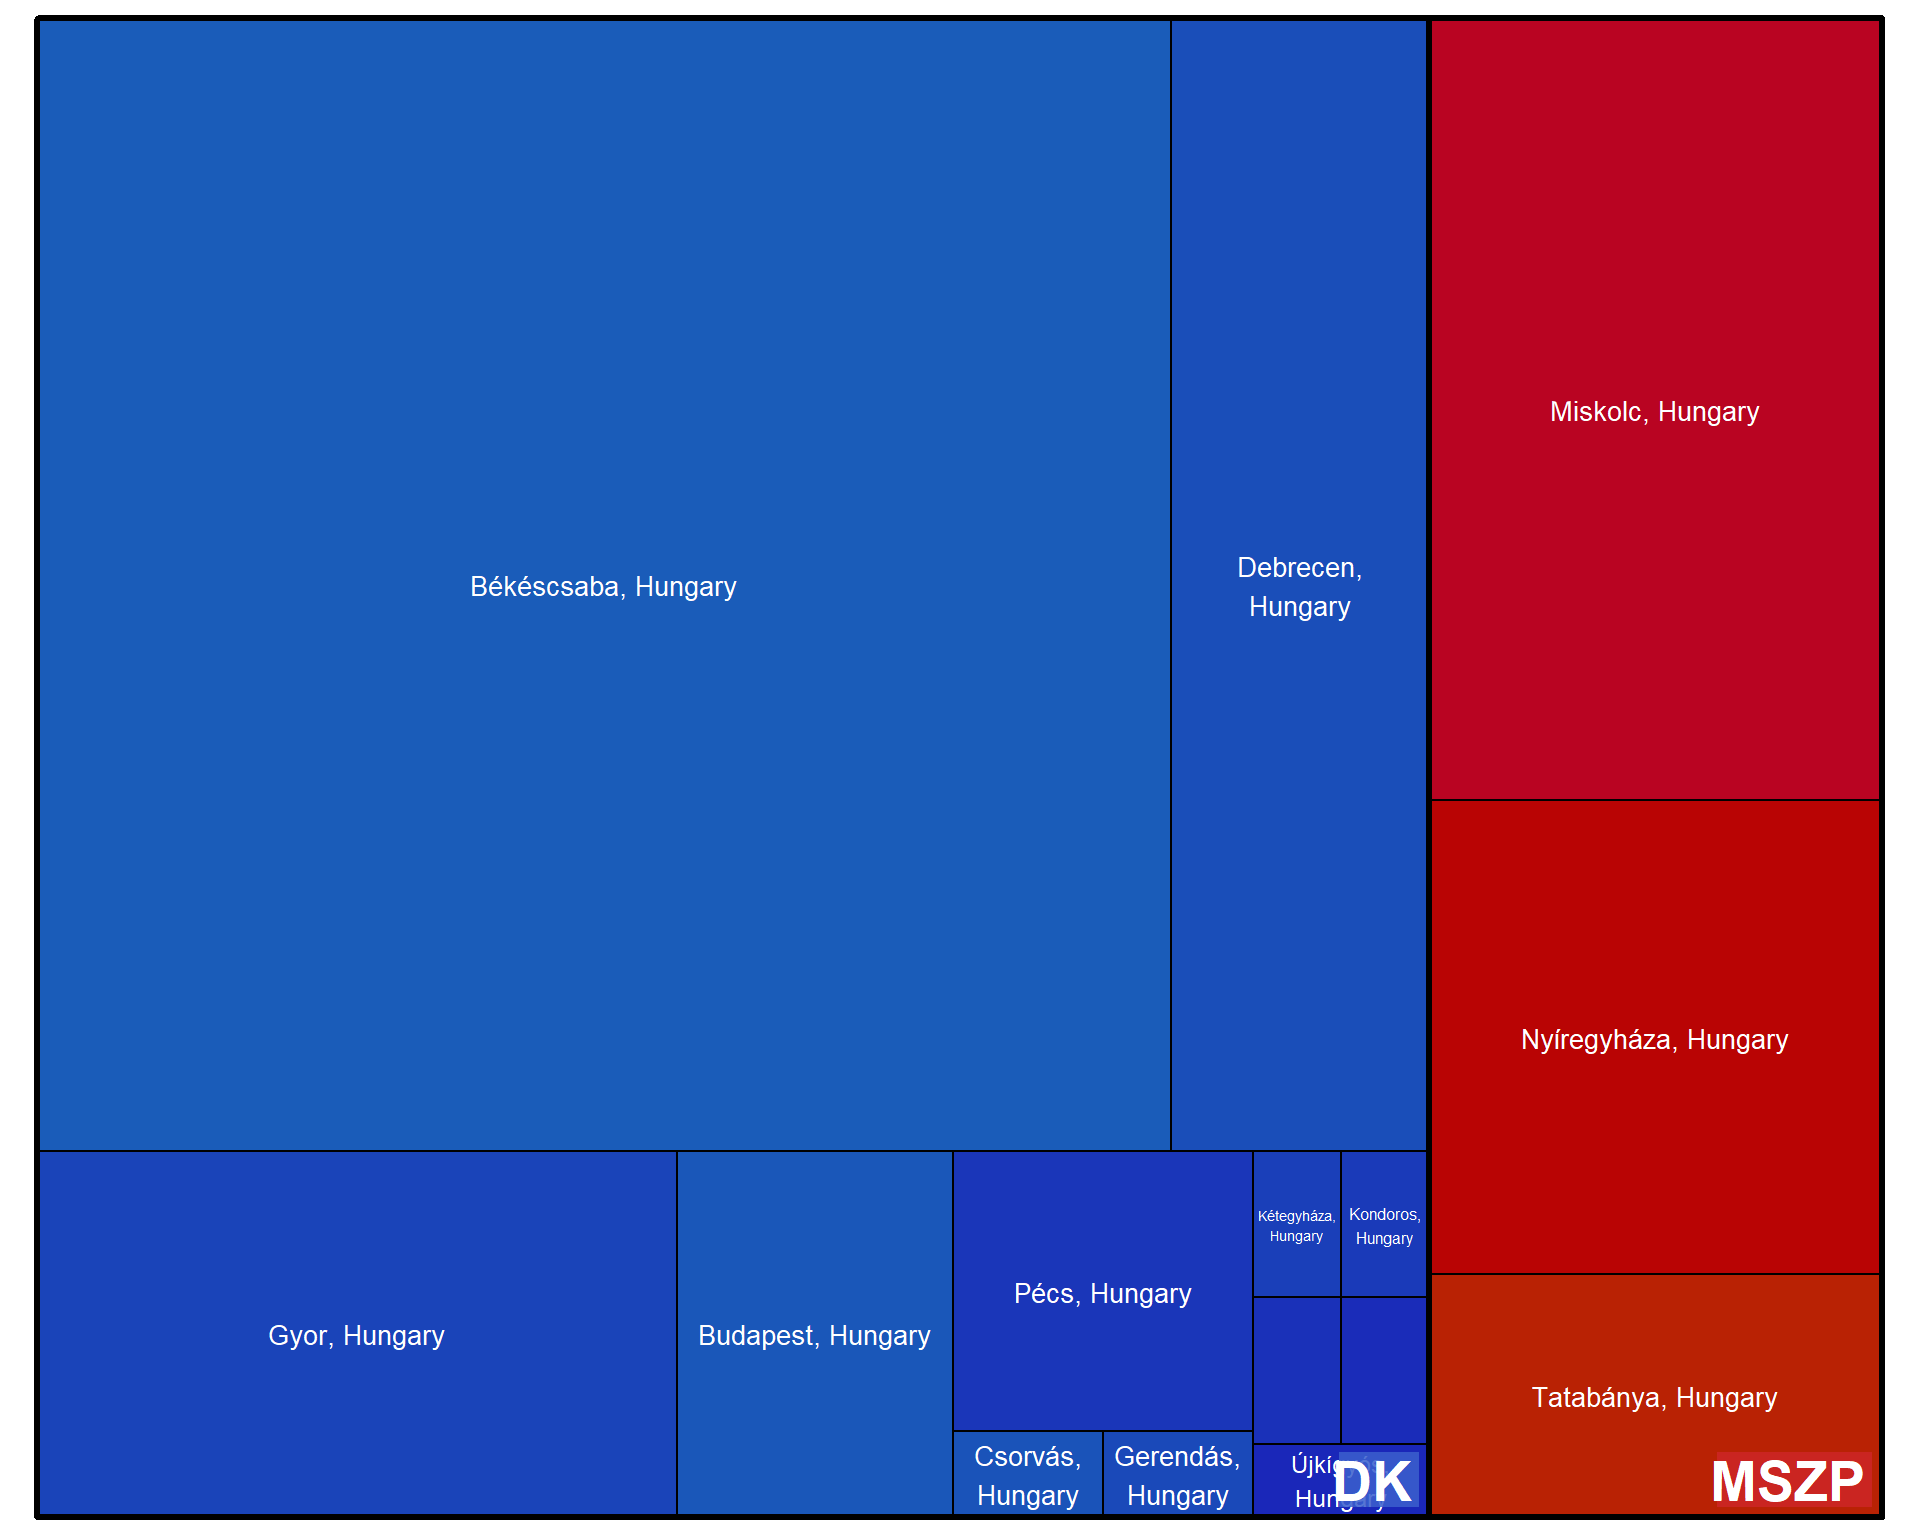 Békéscsaba, Hungary
Debrecen,
Hungary
Miskolc, Hungary
Nyíregyháza, Hungary
Gyor, Hungary
Budapest, Hungary
Pécs, Hungary
Kétegyháza,
Hungary
Kondoros,
Hungary
Csorvás,
Hungary
Gerendás,
Hungary
Hungary
DK
Tatabánya, Hungary
MSZP